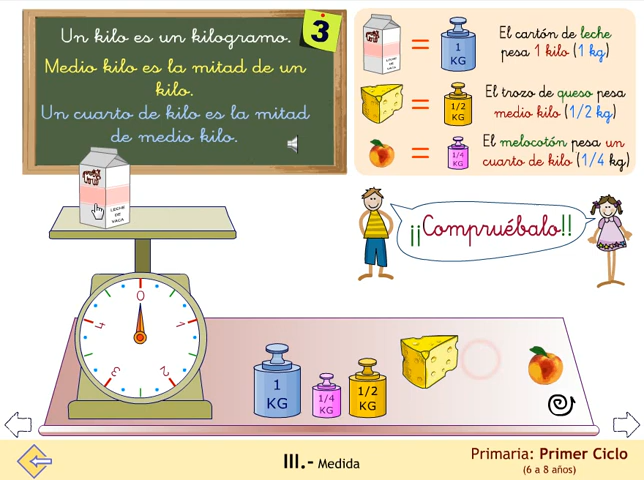 Un kilo es un kilogramo.
3
Medio kilo es la mitad de un
kilo.
Un cuarto de kilo es la mitad
de medio kilo.
1
KG
El cartón de leche
pesa 1 kilo (1 kg)
1/2
KG
El trozo de queso pesa
medio kilo (1/2 kg)
1/4
KG
El melocotón pesa un
cuarto de kilo (1/4 kg)
LECHE
DE
VACA
¡¡Compruébalo!!
0
1
2
3
4
1
KG
1/4
KG
1/2
KG
III.- Medida
Primaria: Primer Ciclo
(6 a 8 años)